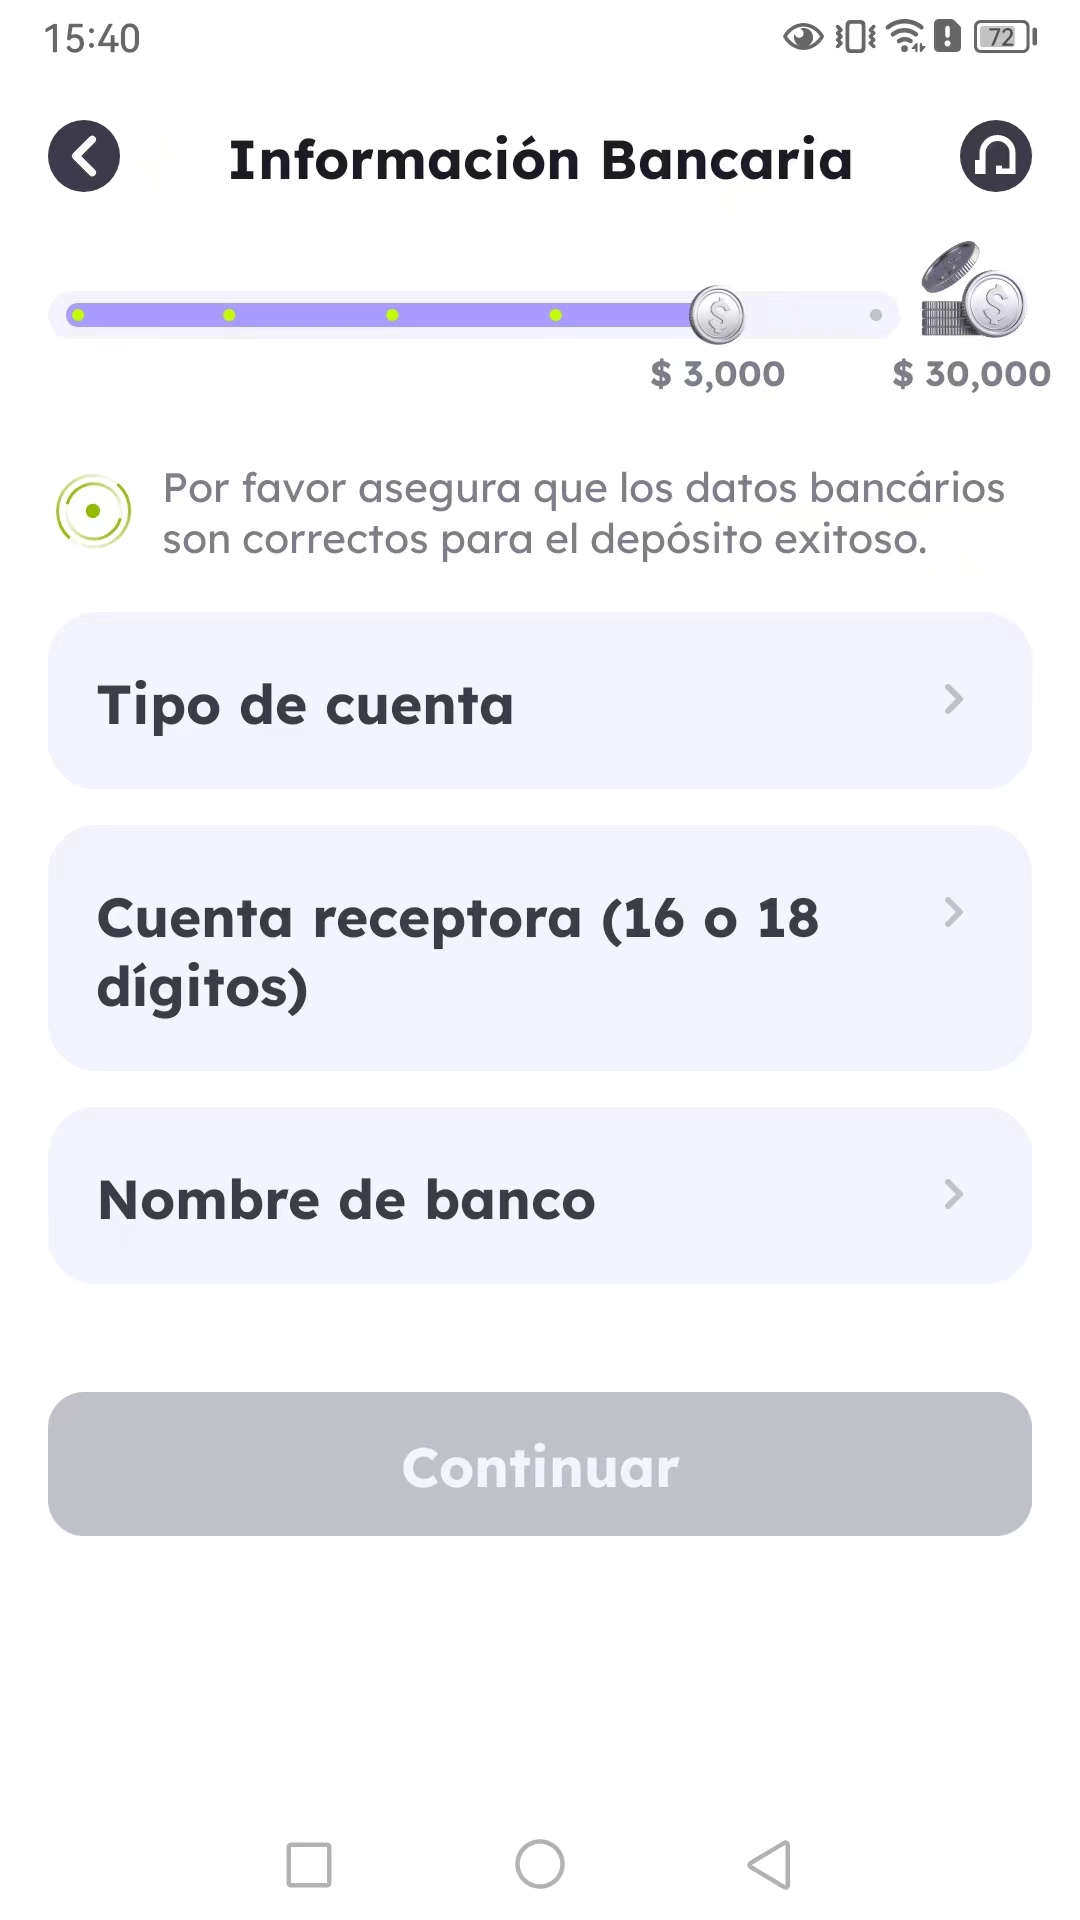 15:40
72
Información Bancaria
$ 3,000
$ 30,000
Por favor asegura que los datos bancários
son correctos para el depósito exitoso.
Tipo de cuenta
Cuenta receptora (16 o 18
dígitos)
Nombre de banco
Continuar